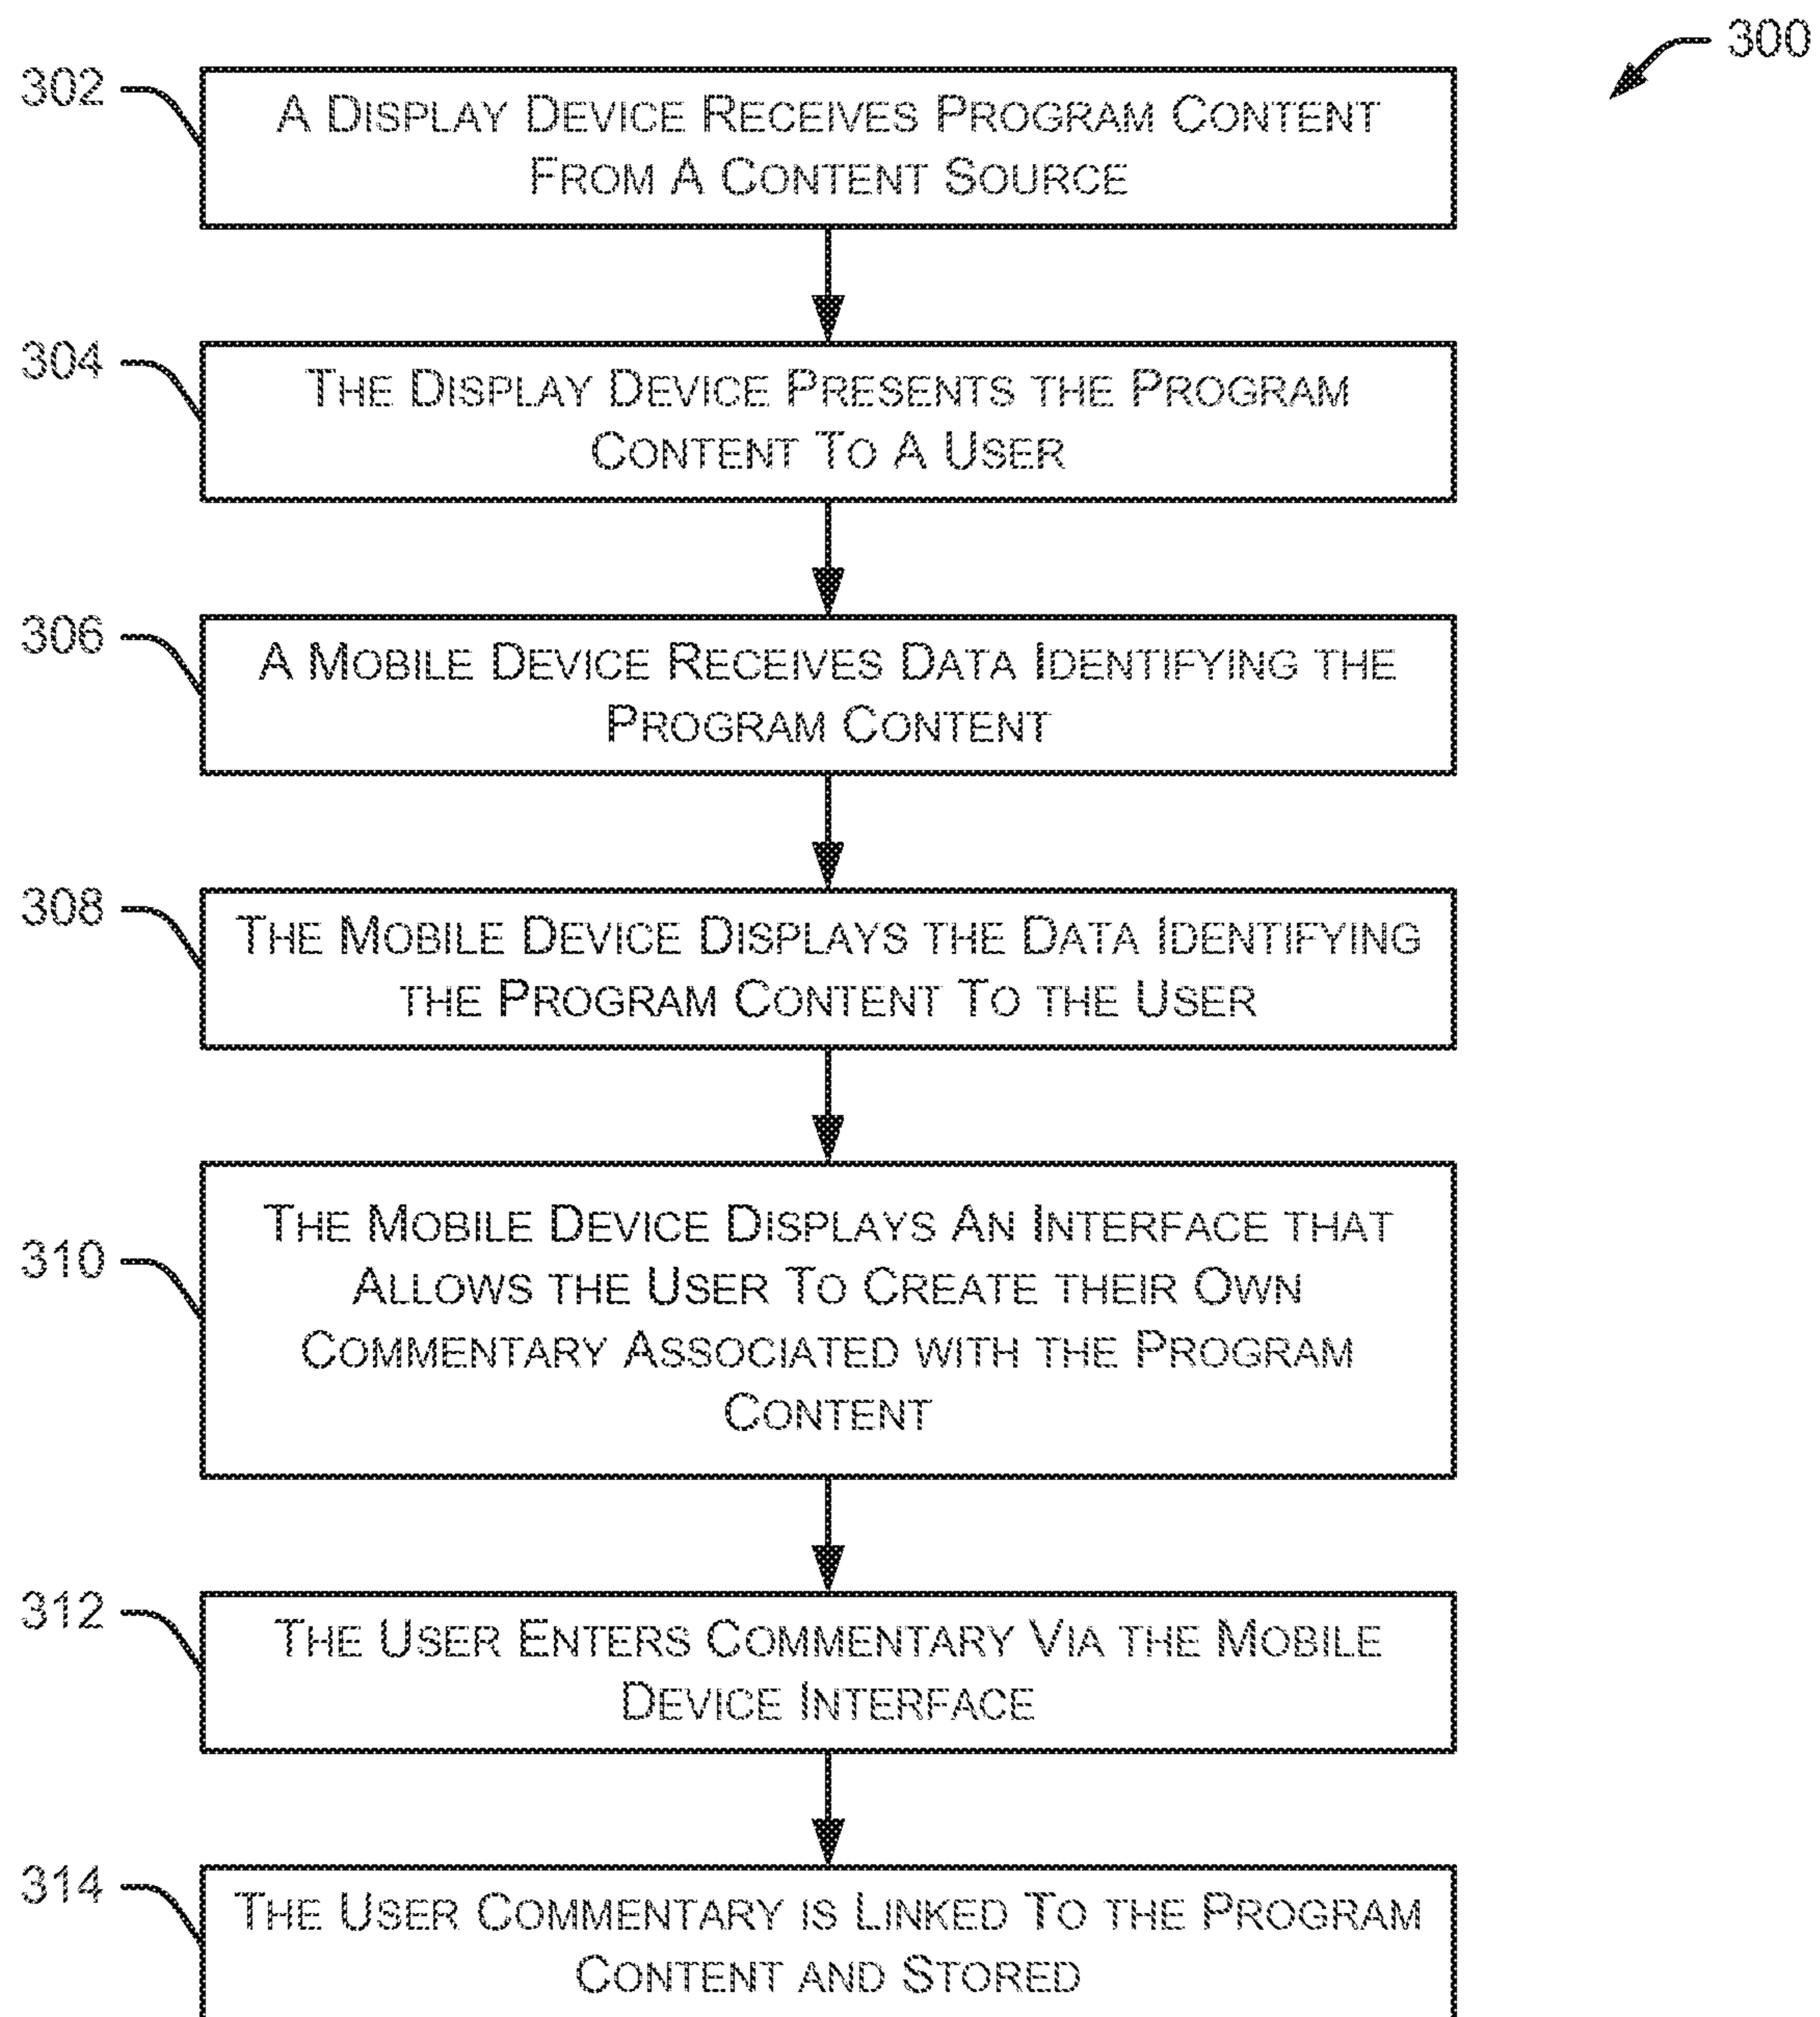 300
302
A DISPLAY DEVICE RECEIVES PROGRAM CONTENT
FROM A CONTENT SOURCE
304
THE DISPLAY DEVICE PRESENTS THE PROGRAM
CONTENT TO A USER
306
A MOBILE DEVICE RECEIVES DATA IDENTIFYING THE
PROGRAM CONTENT
308
THE MOBILE DEVICE DISPLAYS THE DATA IDENTIFYING
THE PROGRAM CONTENT TO THE USER
310
THE MOBILE DEVICE DISPLAYS AN INTERFACE THAT
ALLOWS THE USER TO CREATE THEIR OWN
COMMENTARY ASSOCIATED WITH THE PROGRAM
CONTENT
312
THE USER ENTERS COMMENTARY VIA THE MOBILE
DEVICE INTERFACE
314
THE USER COMMENTARY IS LINKED TO THE PROGRAM
CONTENT AND STORED